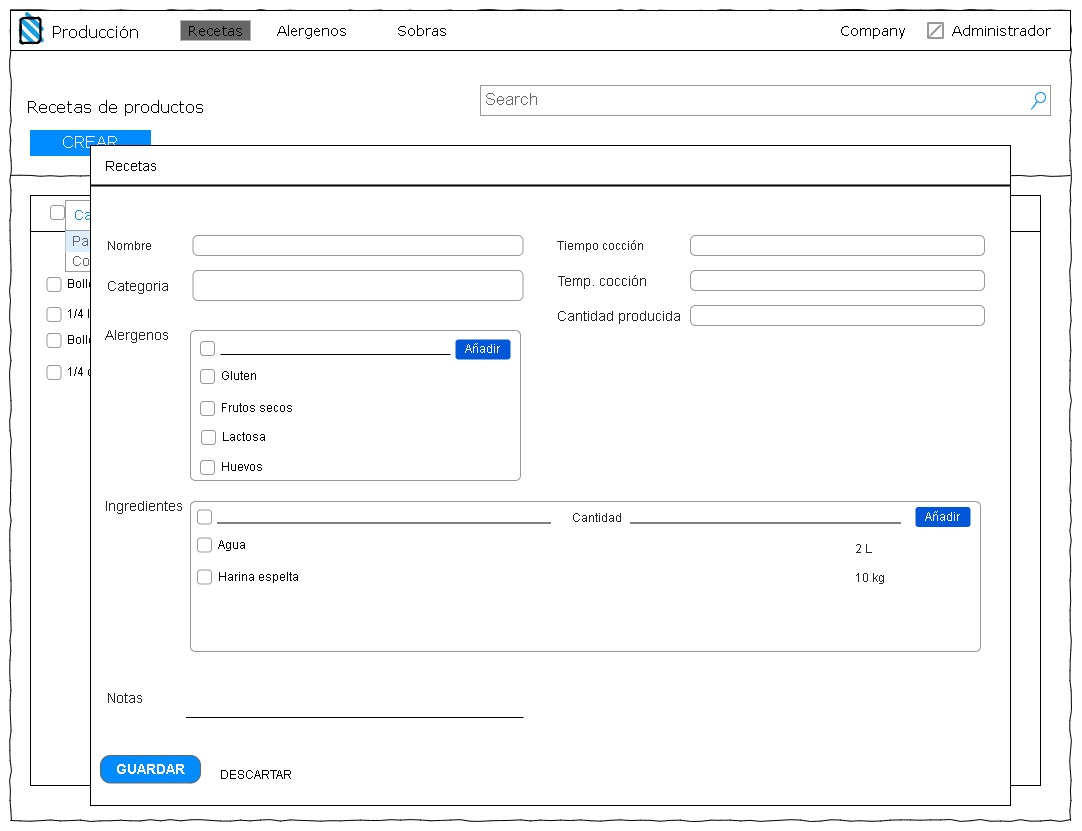 Producción Recetas Alergenos Sobras Company Administrador
Recetas de productos
Search
CREAR
Recetas
Ca
Pa
Co
Boll
1/4
Boll
1/4
Nombre
Tiempo cocción
Categoria
Temp. cocción
Cantidad producida
Alergenos
Añadir
Gluten
Frutos secos
Lactosa
Huevos
Ingredientes
Cantidad
Añadir
Agua 2 L
Harina espelta 10 kg
Notas
GUARDAR DESCARTAR